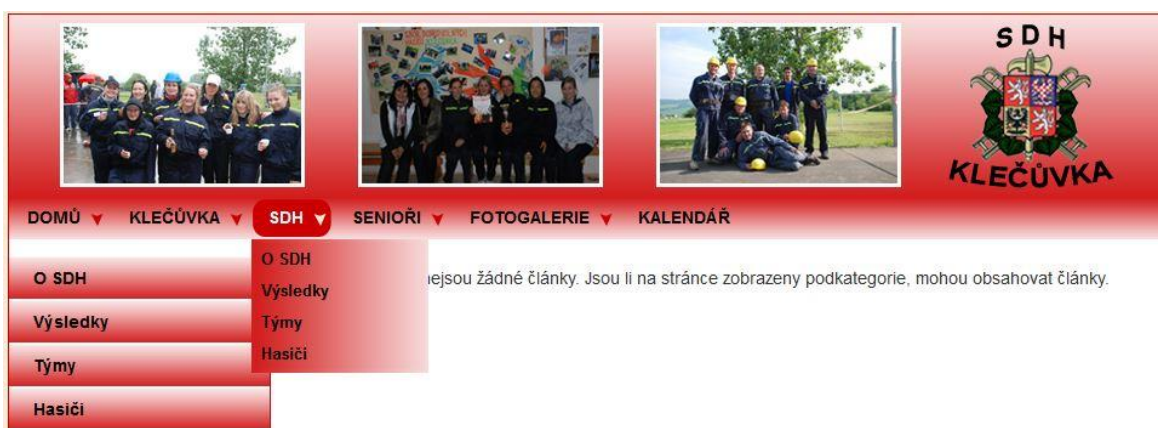 SDH
KLEČŮVKA
DOMŮ KLEČŮVKA SDH SENIOŘI FOTOGALERIE KALENDÁŘ
O SDH
Výsledky
Týmy
Hasiči
nejsou žádné články. Jsou li na stránce zobrazeny podkategorie, mohou obsahovat články.
O SDH
Výsledky
Týmy
Hasiči